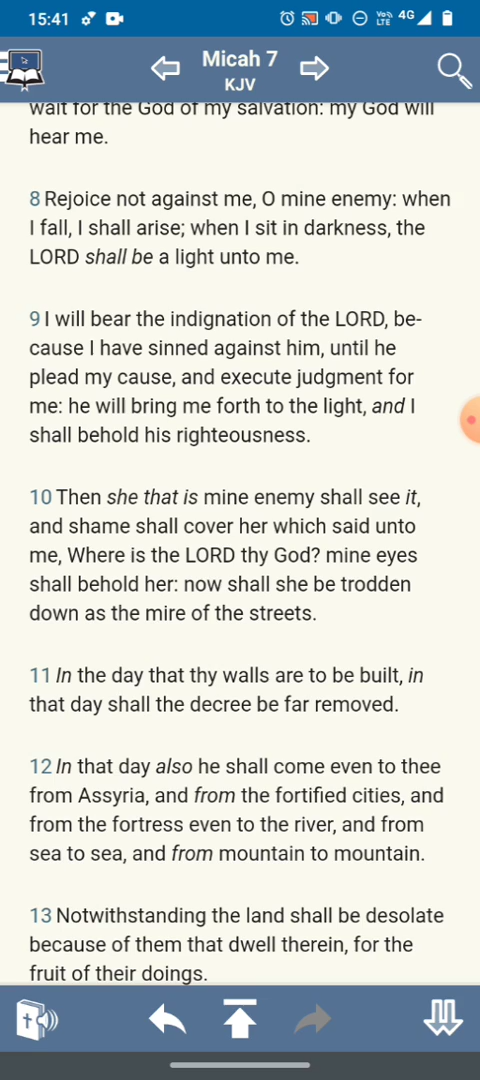 15:41
Vo)) LTE 4G
Micah 7
KJV
wait for the God of my salvation: my God will
hear me.
8 Rejoice not against me, O mine enemy: when
I fall, I shall arise; when I sit in darkness, the
LORD shall be a light unto me.
9 I will bear the indignation of the LORD, be-
cause I have sinned against him, until he
plead my cause, and execute judgment for
me: he will bring me forth to the light, and I
shall behold his righteousness.
10 Then she that is mine enemy shall see it,
and shame shall cover her which said unto
me, Where is the LORD thy God? mine eyes
shall behold her: now shall she be trodden
down as the mire of the streets.
11 In the day that thy walls are to be built, in
that day shall the decree be far removed.
12 In that day also he shall come even to thee
from Assyria, and from the fortified cities, and
from the fortress even to the river, and from
sea to sea, and from mountain to mountain.
13 Notwithstanding the land shall be desolate
because of them that dwell therein, for the
fruit of their doings.